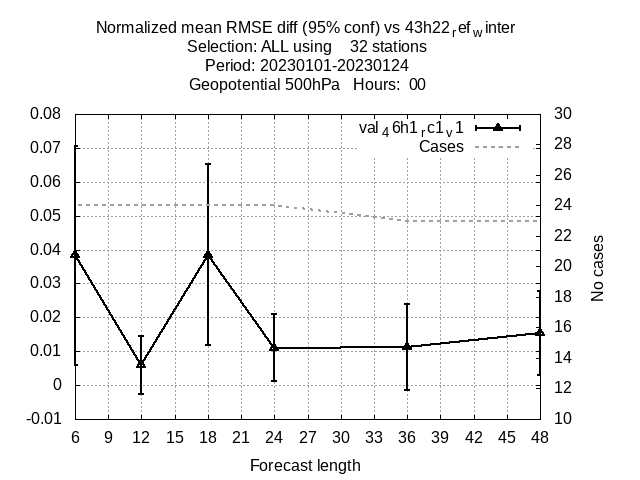 Normalized mean RMSE diff (95% conf) vs 43h22refwinter
Selection: ALL using 32 stations
Period: 20230101-20230124
Geopotential 500hPa Hours: 00
val46h1rc1v1
Cases
0.08
0.07
0.06
0.05
0.04
0.03
0.02
0.01
0
-0.01
30
28
26
24
22
20
18
16
14
12
10
No cases
6 9 12 15 18 21 24 27 30 33 36 39 42 45 48
Forecast length